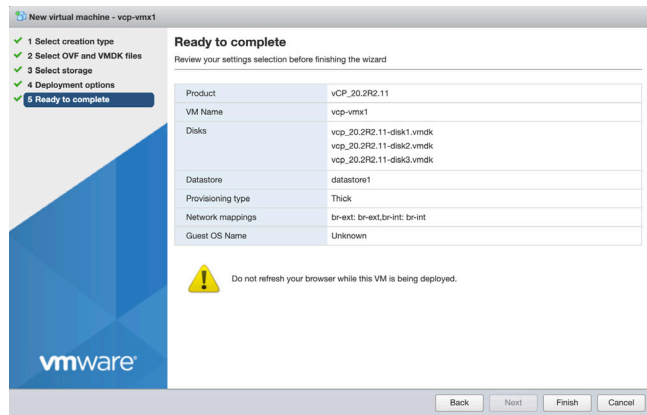 New virtual machine - vcp-vmx1
1 Select creation type
2 Select OVF and VMDK files
3 Select storage
4 Deployment options
5 Ready to complete
Ready to complete
Review your settings selection before finishing the wizard
Product vCP_20.2R2.11
VM Name vcp-vmx1
Disks vcp_20.2R2.11-disk1.vmdk
vcp_20.2R2.11-disk2.vmdk
vcp_20.2R2.11-disk3.vmdk
Datastore datastore1
Provisioning type Thick
Network mappings br-ext: br-ext,br-int: br-int
Guest OS Name Unknown
Do not refresh your browser while this VM is being deployed.
vmware®
Back Next Finish Cancel